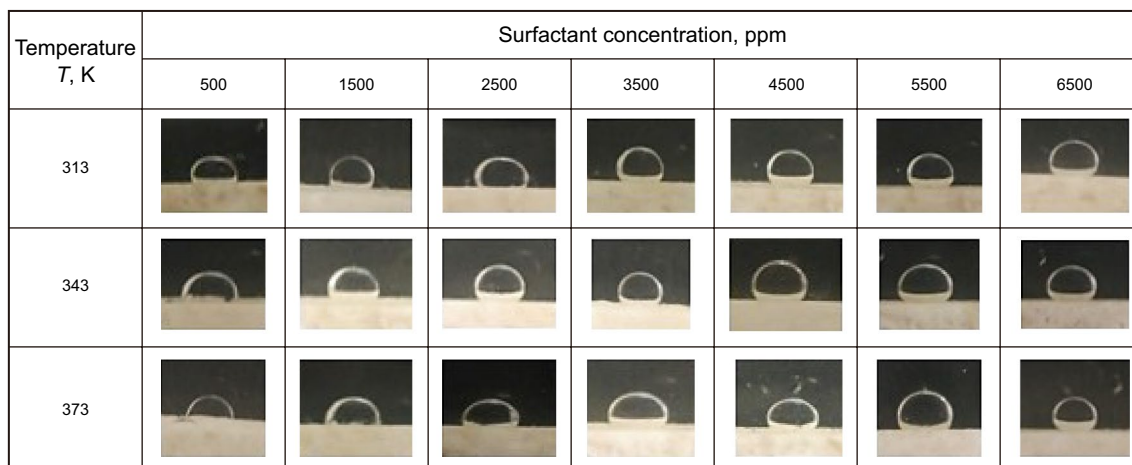 Temperature
T, K
Surfactant concentration, ppm
500 1500 2500 3500 4500 5500 6500
313
343
373